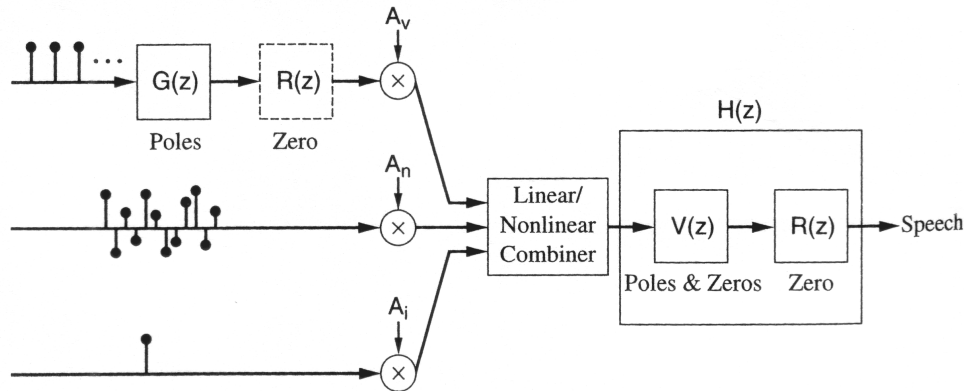 A_v
G(z)
R(z)
×
Poles
Zero
H(z)
A_n
×
Linear/
Nonlinear
Combiner
V(z)
R(z)
Speech
Poles & Zeros
Zero
A_i
×